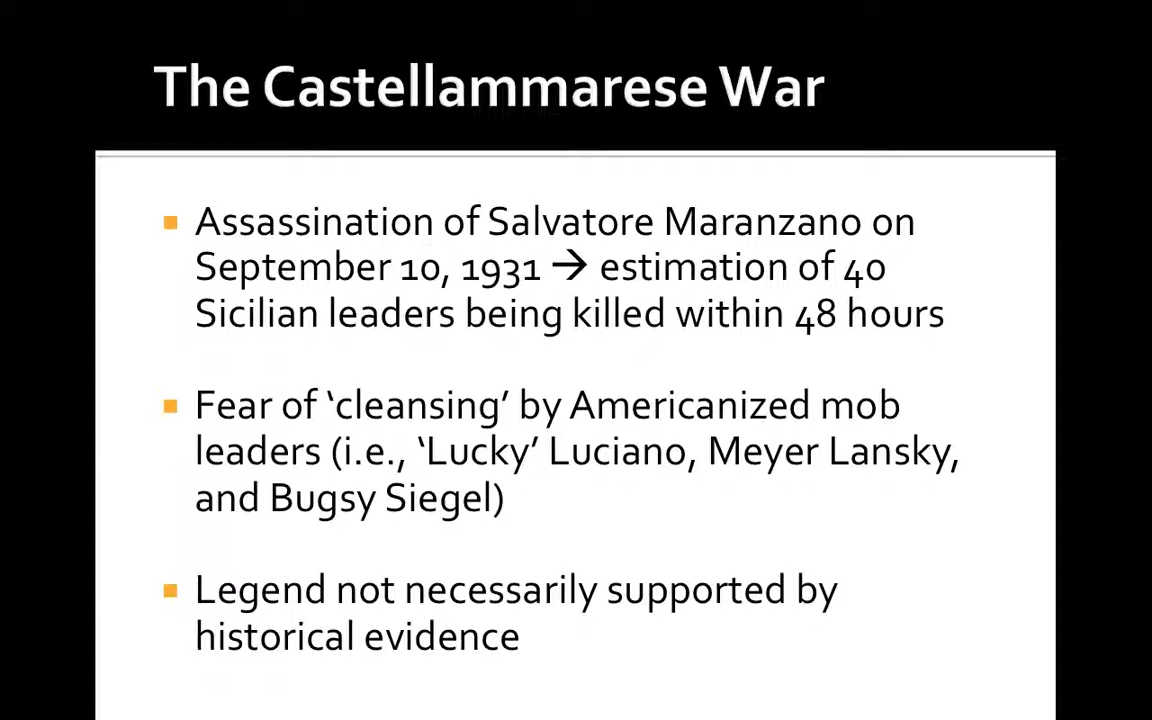 The Castellammarese War
Assassination of Salvatore Maranzano on
September 10, 1931 → estimation of 40
Sicilian leaders being killed within 48 hours
Fear of ‘cleansing’ by Americanized mob
leaders (i.e., ‘Lucky’ Luciano, Meyer Lansky,
and Bugsy Siegel)
Legend not necessarily supported by
historical evidence